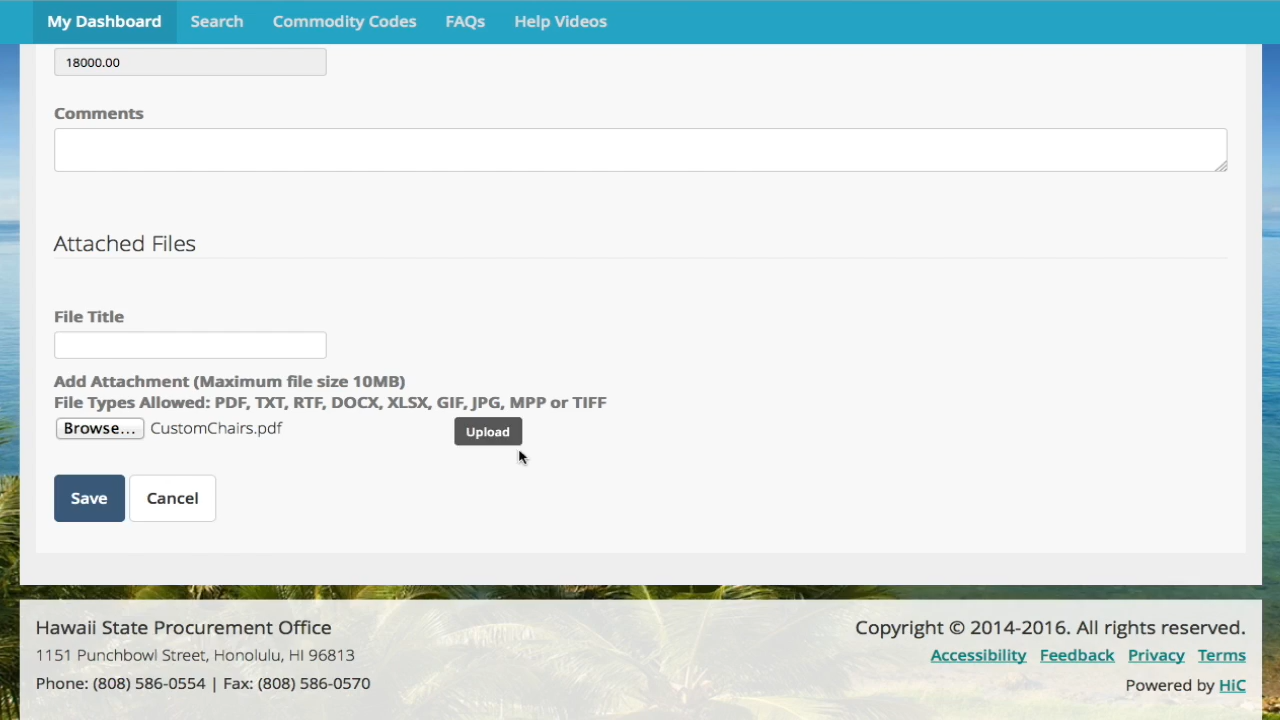 My Dashboard Search Commodity Codes FAQs Help Videos
18000.00
Comments
Attached Files
File Title
Add Attachment (Maximum file size 10MB)
File Types Allowed: PDF, TXT, RTF, DOCX, XLSX, GIF, JPG, MPP or TIFF
Browse... CustomChairs.pdf Upload
Save Cancel
Hawaii State Procurement Office
1151 Punchbowl Street, Honolulu, HI 96813
Phone: (808) 586-0554 | Fax: (808) 586-0570
Copyright © 2014-2016. All rights reserved.
Accessibility Feedback Privacy Terms
Powered by HiC